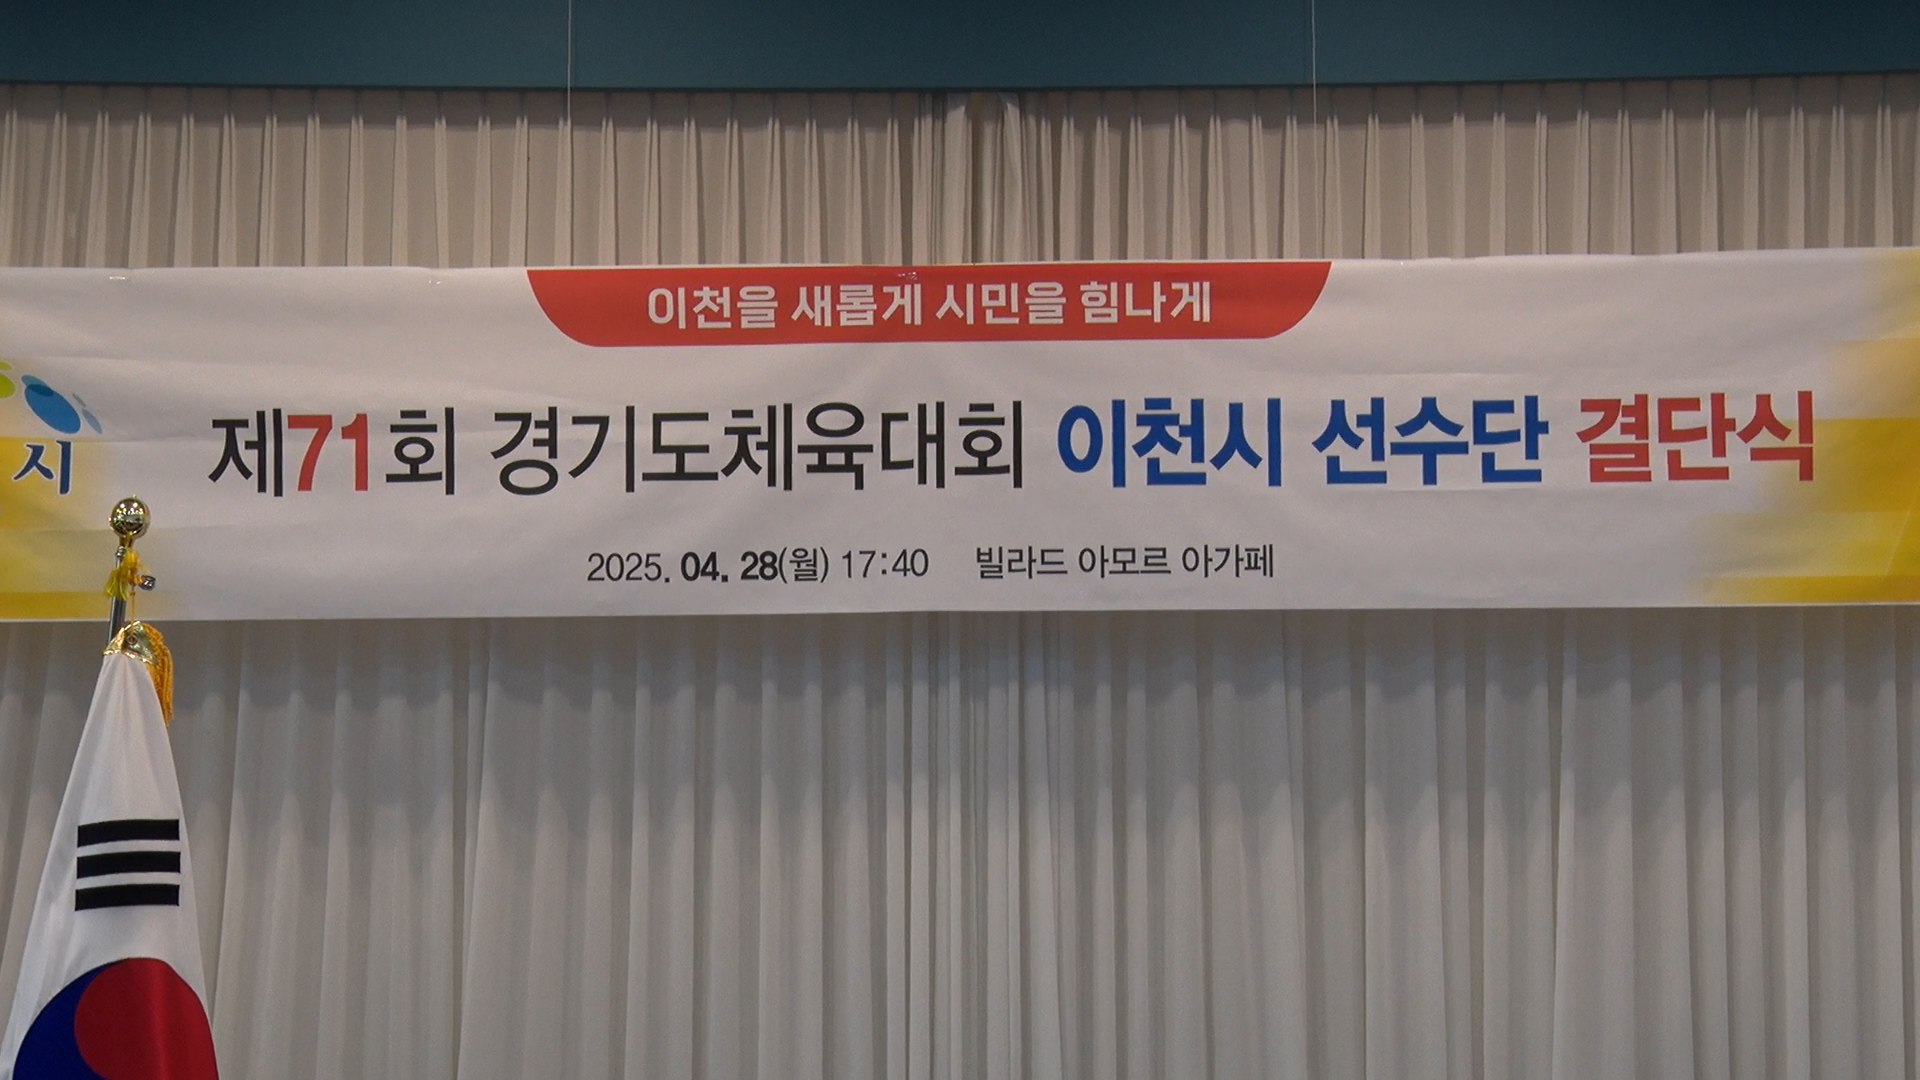 이천을 새롭게 시민을 힘나게
시
제71회 경기도체육대회 이천시 선수단 결단식
2025. 04. 28(월) 17:40 빌라드 아모르 아가페